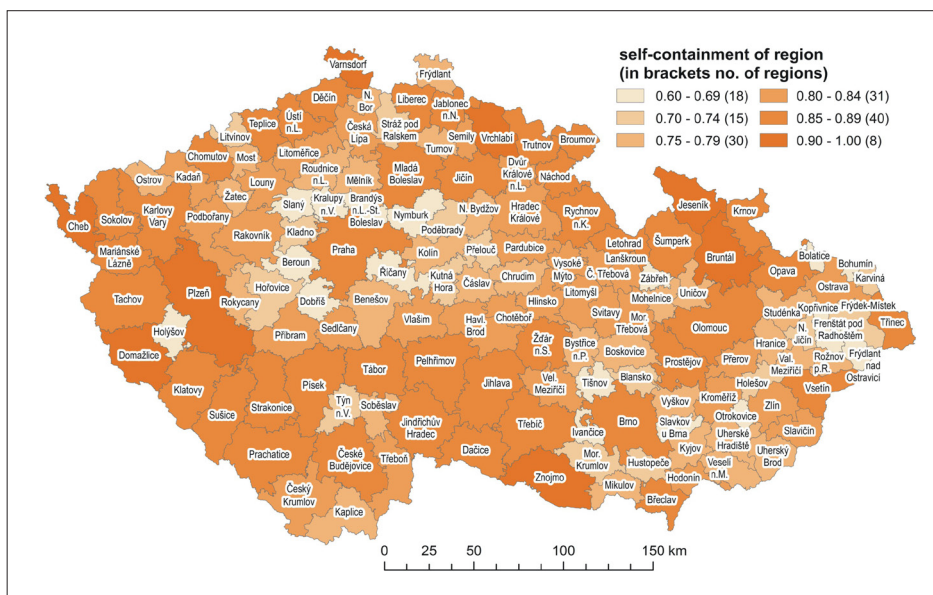 self-containment of region
(in brackets no. of regions)
0.60 - 0.69 (18)
0.80 - 0.84 (31)
0.70 - 0.74 (15)
0.85 - 0.89 (40)
0.75 - 0.79 (30)
0.90 - 1.00 (8)
Varnsdorf
Frýdlant
Děčín
N.
Bor
Liberec
Jablonec
n.N.
Teplice
Ústí
n.L.
Česká
Lípa
Stráž pod
Ralskem
Semily
Vrchlabí
Trutnov
Broumov
Litvínov
Turnov
Chomutov
Most
Litoměřice
Dvůr
Králové
n.L.
Náchod
Ostrov
Kadaň
Louny
Roudnice
n.L.
Mělník
Mladá
Boleslav
Jičín
Žatec
Slaný
Kralupy
n.V.
Brandýs
n.L.-St.
Boleslav
Nymburk
N. Bydžov
Hradec
Králové
Rychnov
n.K.
Jeseník
Krnov
Cheb
Sokolov
Karlovy
Vary
Podbořany
Rakovník
Kladno
Praha
Poděbrady
Mariánské
Lázně
Beroun
Říčany
Kolín
Přelouč
Pardubice
Letohrad
Lanškroun
Šumperk
Bruntál
Opava
Bolatice
Bohumín
Karviná
Tachov
Plzeň
Rokycany
Hořovice
Dobříš
Benešov
Kutná
Hora
Čáslav
Chrudim
Vysoké
Mýto
Č. Třebová
Zábřeh
Ostrava
Litomyšl
Mohelnice
Uničov
Studénka
Kopřivnice
Frýdek-Místek
Holýšov
Příbram
Sedlčany
Vlašim
Havl.
Brod
Chotěboř
Hlinsko
Svitavy
Mor.
Třebová
Olomouc
Hranice
N.
Jičín
Frenštát pod
Radhoštěm
Třinec
Domažlice
Žďár
n.S.
Bystřice
n.P.
Boskovice
Prostějov
Přerov
Val.
Meziříčí
Rožnov
p.R.
Frýdlant
nad
Ostravicí
Klatovy
Písek
Tábor
Pelhřimov
Jihlava
Vel.
Meziříčí
Tišnov
Blansko
Holešov
Vsetín
Sušice
Strakonice
Týn
n.V.
Soběslav
Vyškov
Kroměříž
Zlín
Otrokovice
Jindřichův
Hradec
Třebíč
Ivančice
Brno
Slavkov
u Brna
Uherské
Hradiště
Slavičín
Prachatice
České
Budějovice
Třeboň
Dačice
Mor.
Krumlov
Hustopeče
Kyjov
Veselí
n.M.
Uherský
Brod
Český
Krumlov
Znojmo
Mikulov
Hodonín
Břeclav
Kaplice
0 25 50 100 150 km